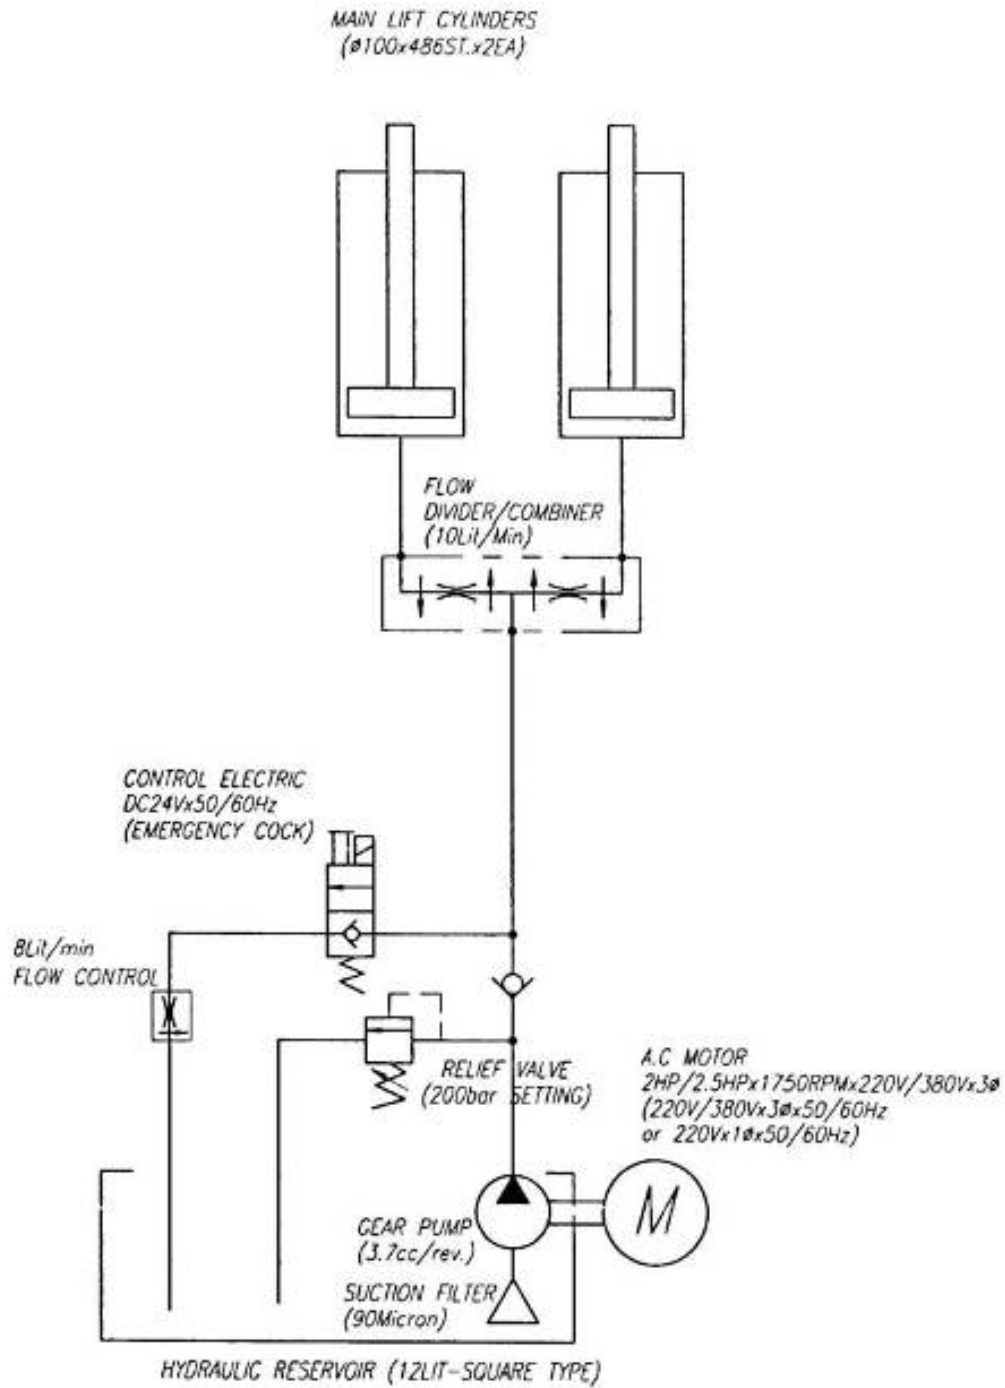 MAIN LIFT CYLINDERS
(ø100x486ST.x2EA)
FLOW
DIVIDER/COMBINER
(10Lit/Min)
CONTROL ELECTRIC
DC24Vx50/60Hz
(EMERGENCY COCK)
8Lit/min
FLOW CONTROL
RELIEF VALVE
(200bar SETTING)
A.C MOTOR
2HP/2.5HPx1750RPMx220V/380Vx3ø
(220V/380Vx3øx50/60Hz
or 220Vx1øx50/60Hz)
M
GEAR PUMP
(3.7cc/rev.)
SUCTION FILTER
(90Micron)
HYDRAULIC RESERVOIR (12LIT-SQUARE TYPE)